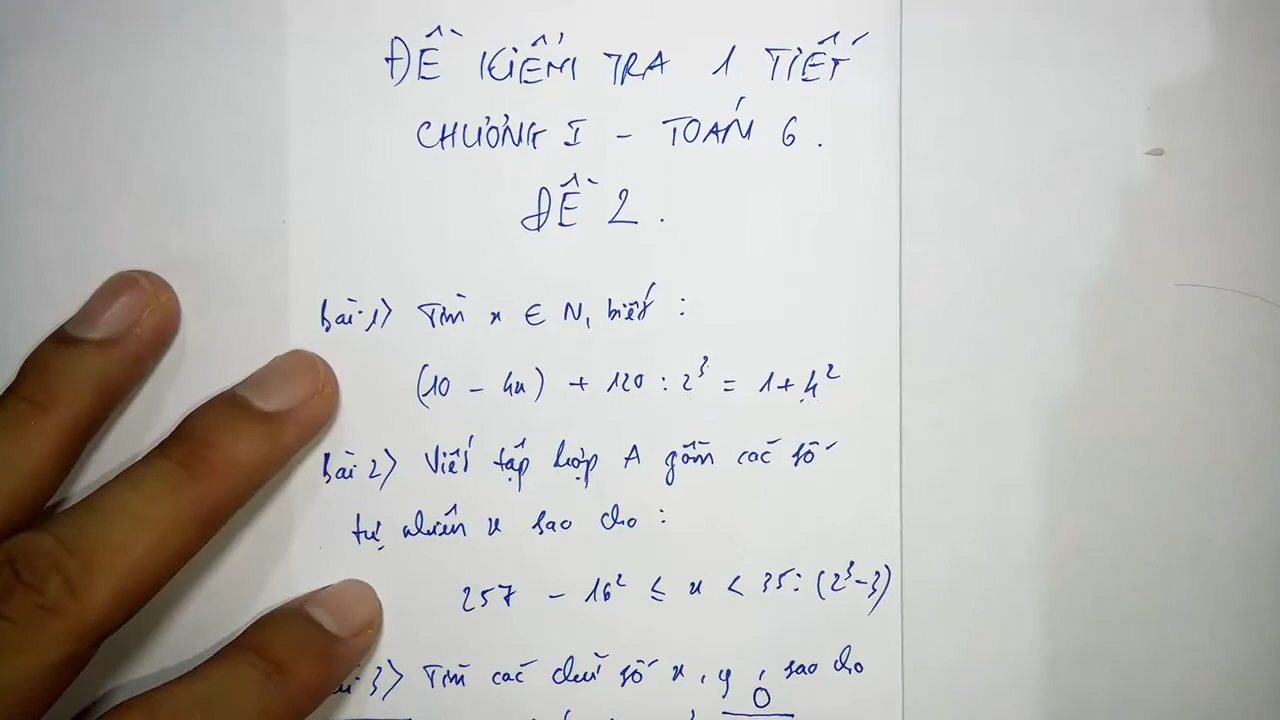 ĐỀ KIỂM TRA 1 TIẾT
CHƯƠNG I - TOÁN 6.
ĐỀ 2.
Bài 1) Tìm x ∈ N, biết :
(10 - 4x) + 120 : 2³ = 1 + 4²
Bài 2) Viết tập hợp A gồm các số
tự nhiên x sao cho :
257 - 16² ≤ x < 35 : (2³-3)
Bài 3) Tìm các chữ số x, y, sao cho